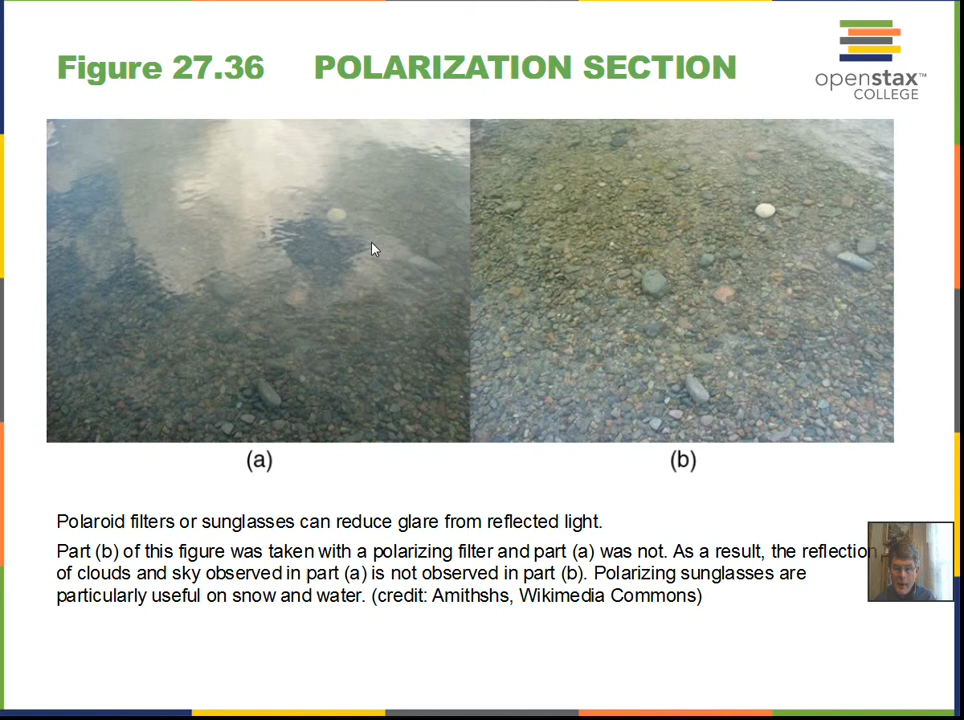 Figure 27.36 POLARIZATION SECTION
openstax™
COLLEGE
(a) (b)
Polaroid filters or sunglasses can reduce glare from reflected light.
Part (b) of this figure was taken with a polarizing filter and part (a) was not. As a result, the reflection
of clouds and sky observed in part (a) is not observed in part (b). Polarizing sunglasses are
particularly useful on snow and water. (credit: Amithshs, Wikimedia Commons)